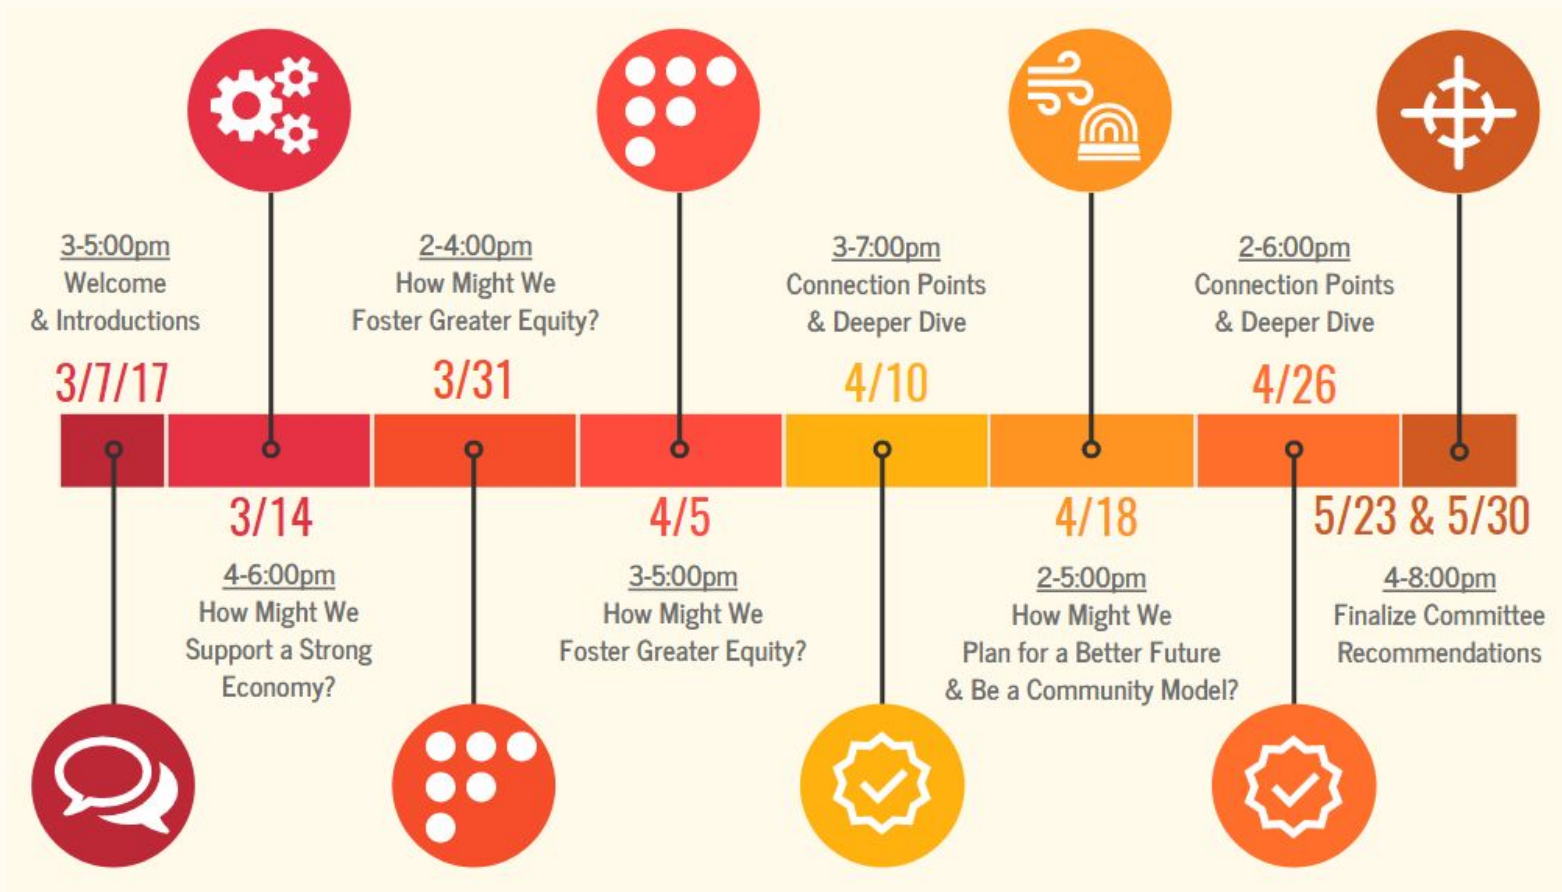 3-5:00pm
Welcome
& Introductions
3/7/17
3/14
4-6:00pm
How Might We
Support a Strong
Economy?
2-4:00pm
How Might We
Foster Greater Equity?
3/31
4/5
3-5:00pm
How Might We
Foster Greater Equity?
3-7:00pm
Connection Points
& Deeper Dive
4/10
4/18
2-5:00pm
How Might We
Plan for a Better Future
& Be a Community Model?
2-6:00pm
Connection Points
& Deeper Dive
4/26
5/23 & 5/30
4-8:00pm
Finalize Committee
Recommendations